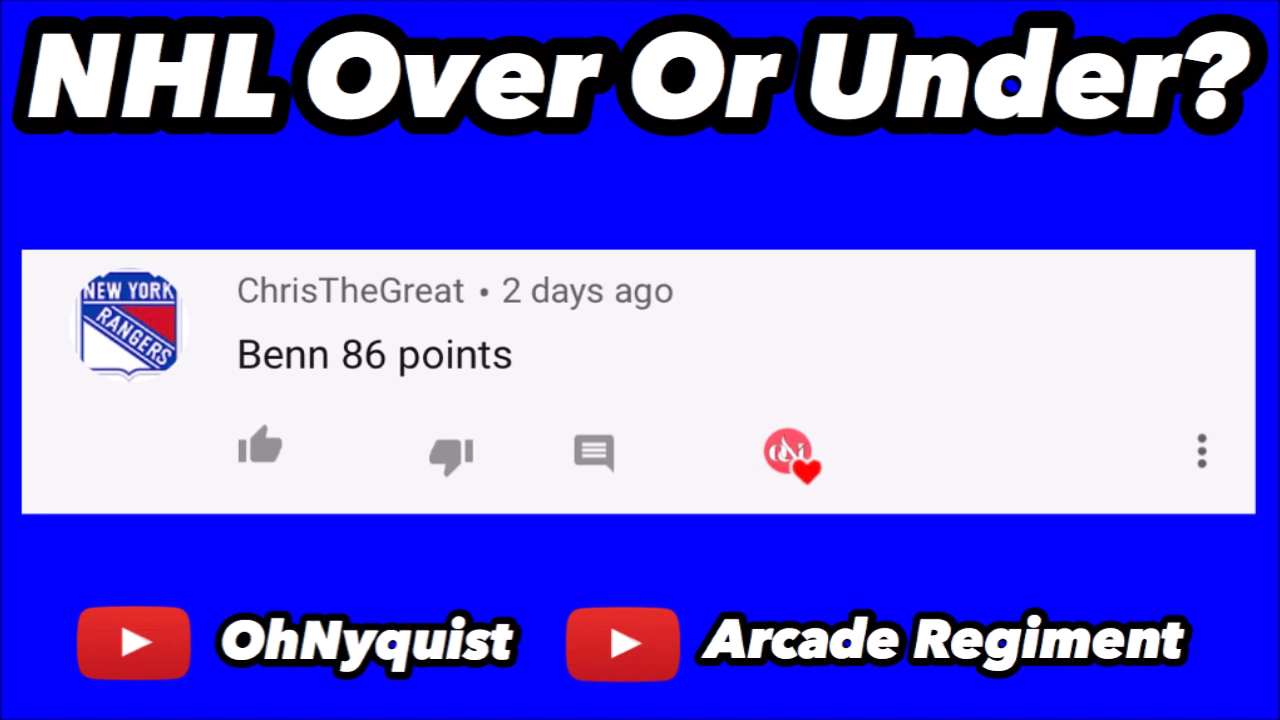 NHL Over Or Under?
NEW YORK
RANGERS
ChrisTheGreat • 2 days ago
Benn 86 points
OhNyquist
Arcade Regiment